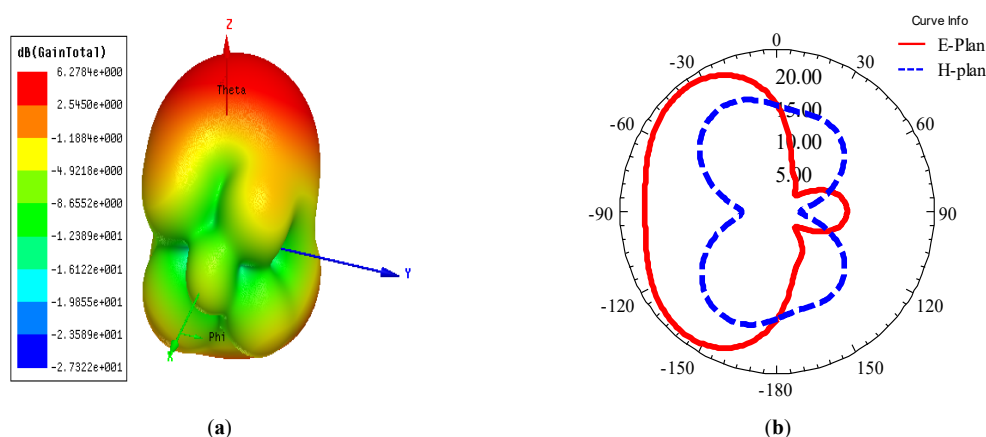 dB(GainTotal)
6.2784e+000
2.5450e+000
-1.1884e+000
-4.9218e+000
-8.6552e+000
-1.2389e+001
-1.6122e+001
-1.9855e+001
-2.3589e+001
-2.7322e+001
Z
Theta
Y
Phi
X
(a)
Curve Info
E-Plan
H-plan
0
-30
30
20.00
15.00
-60
60
10.00
5.00
-90
90
-120
120
-150
150
-180
(b)